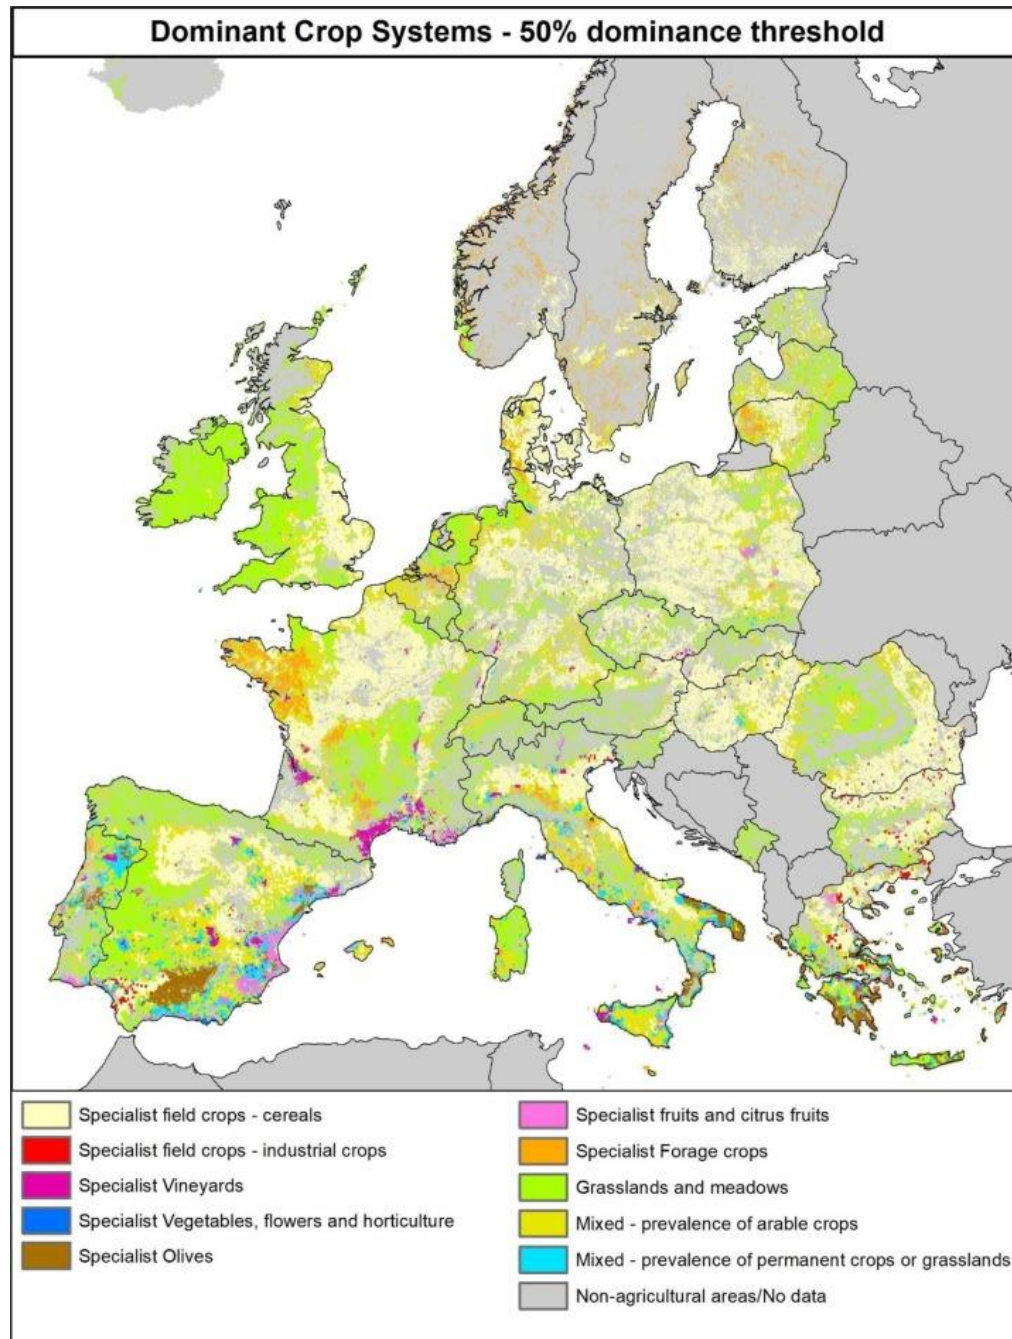 Dominant Crop Systems - 50% dominance threshold
Specialist field crops - cereals
Specialist field crops - industrial crops
Specialist Vineyards
Specialist Vegetables, flowers and horticulture
Specialist Olives
Specialist fruits and citrus fruits
Specialist Forage crops
Grasslands and meadows
Mixed - prevalence of arable crops
Mixed - prevalence of permanent crops or grasslands
Non-agricultural areas/No data